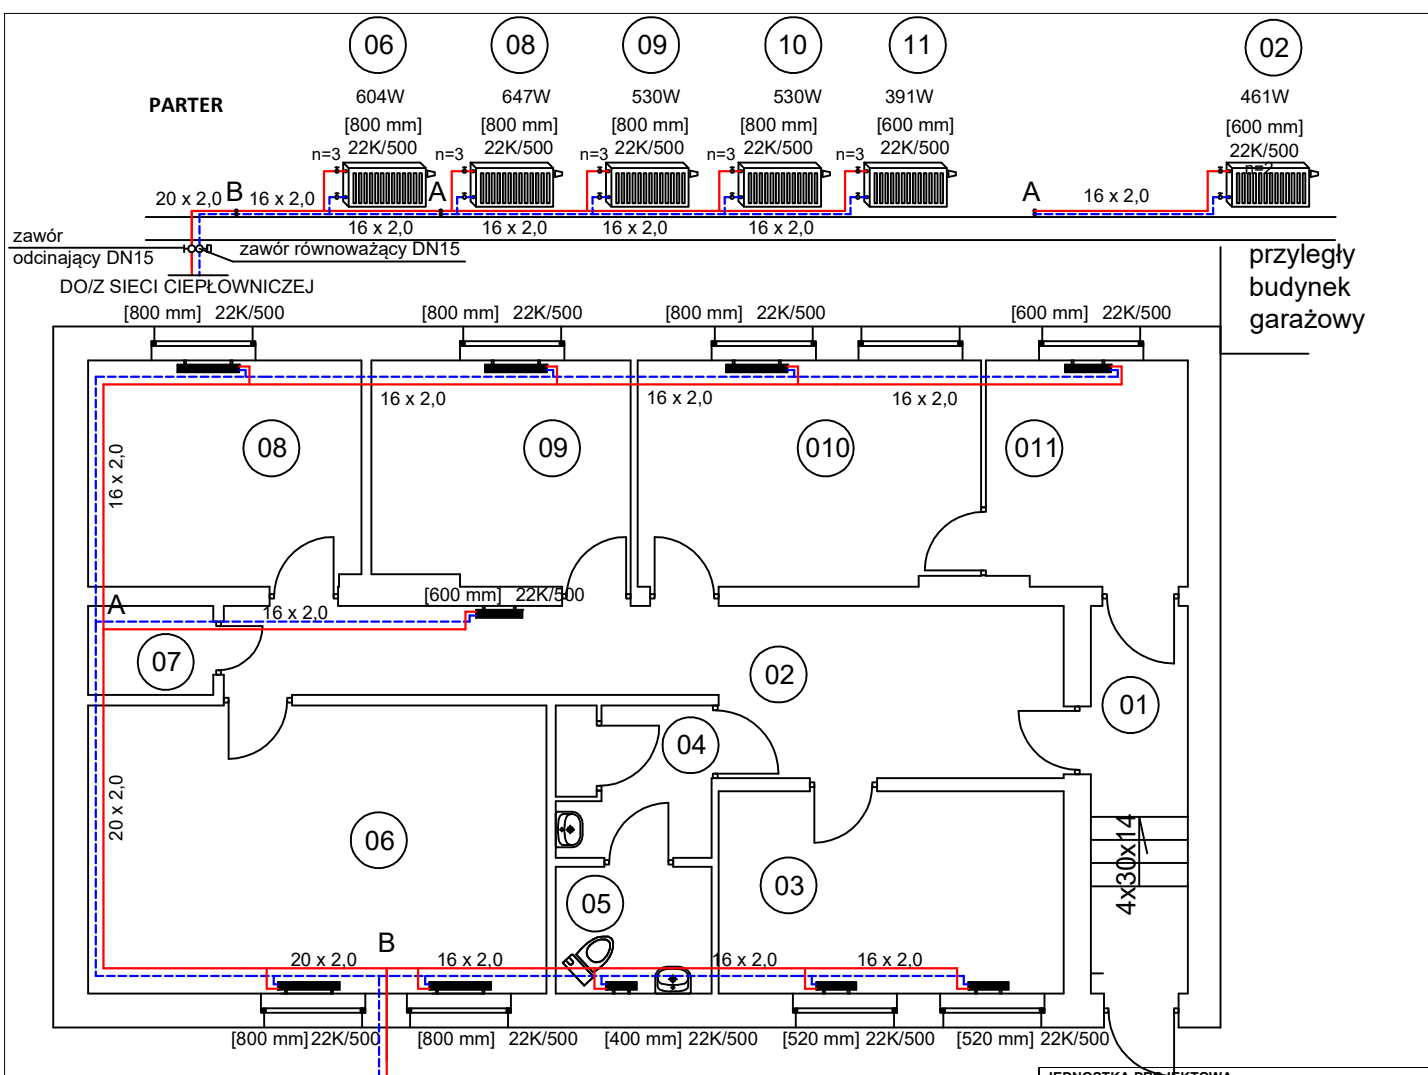 06 08 09 10 11 02
PARTER
604W 647W 530W 530W 391W 461W
[800 mm] [800 mm] [800 mm] [800 mm] [600 mm] [600 mm]
n=3 22K/500 n=3 22K/500 n=3 22K/500 n=3 22K/500 n=3 22K/500 22K/500
n=2
20 x 2,0 B 16 x 2,0 A A 16 x 2,0
16 x 2,0 16 x 2,0 16 x 2,0 16 x 2,0
zawór
odcinający DN15
zawór równoważący DN15
DO/Z SIECI CIEPŁOWNICZEJ
przyległy
budynek
garażowy
[800 mm] 22K/500 [800 mm] 22K/500 [800 mm] 22K/500 [600 mm] 22K/500
16 x 2,0 16 x 2,0 16 x 2,0
08 09 010 011
16 x 2,0
[600 mm] 22K/500
A
16 x 2,0
07
02
01
04
20 x 2,0
06
4x30x14
03
05
B
20 x 2,0 16 x 2,0 16 x 2,0 16 x 2,0
[800 mm] 22K/500 [800 mm] 22K/500 [400 mm] 22K/500 [520 mm] 22K/500 [520 mm] 22K/500
JEDNOSTKA PROJEKTOWA